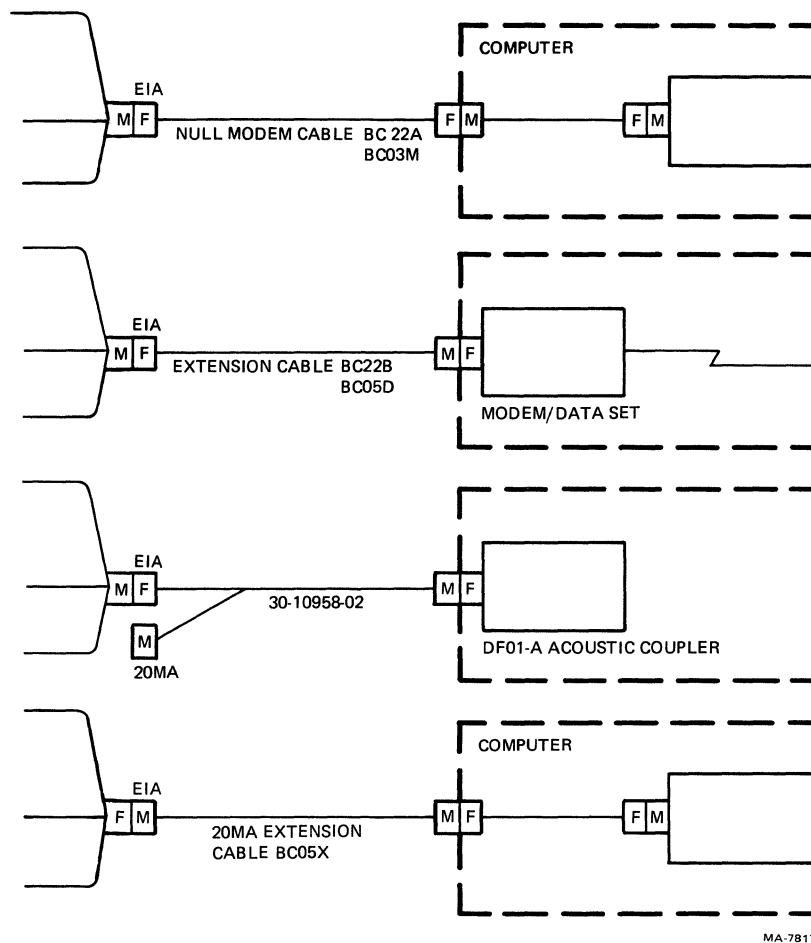 COMPUTER
EIA
M F
F M
F M
NULL MODEM CABLE BC 22A
BC03M
EIA
M F
M F
EXTENSION CABLE BC22B
BC05D
MODEM/DATA SET
EIA
M F
M F
30-10958-02
M
20MA
DF01-A ACOUSTIC COUPLER
COMPUTER
EIA
F M
M F
F M
20MA EXTENSION
CABLE BC05X